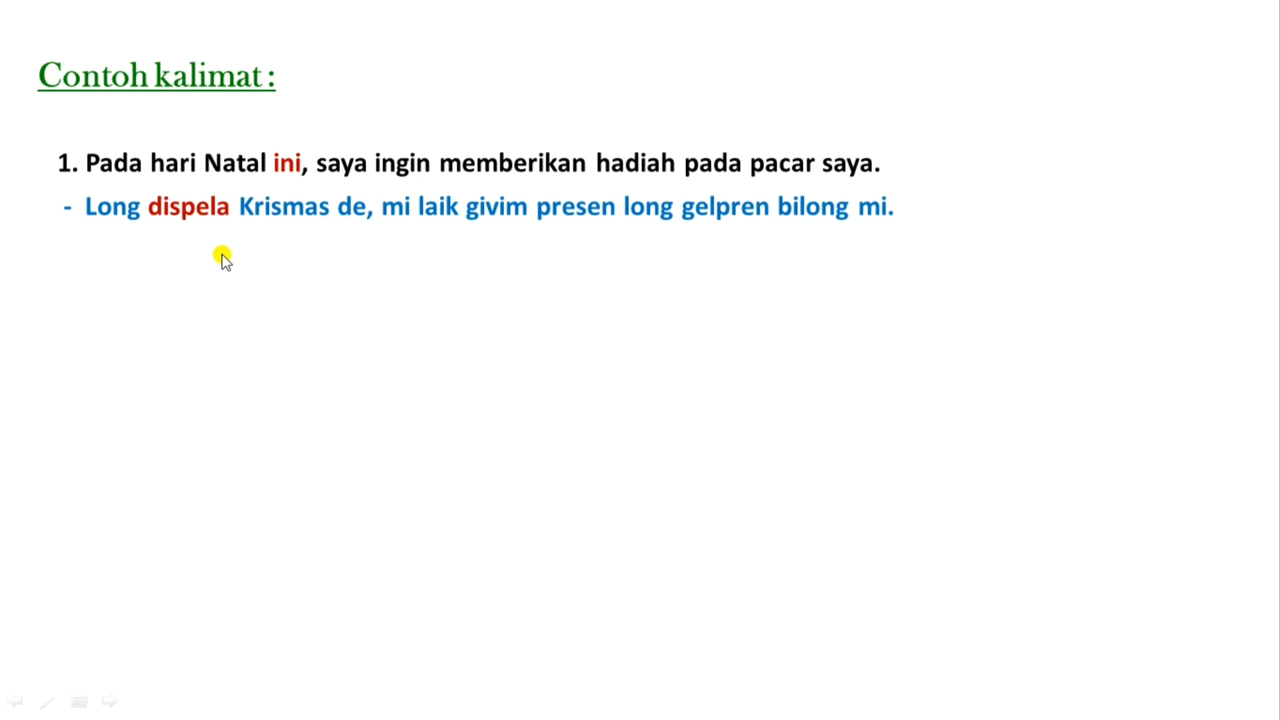 Contoh kalimat :
1. Pada hari Natal ini, saya ingin memberikan hadiah pada pacar saya.
- Long dispela Krismas de, mi laik givim presen long gelpren bilong mi.